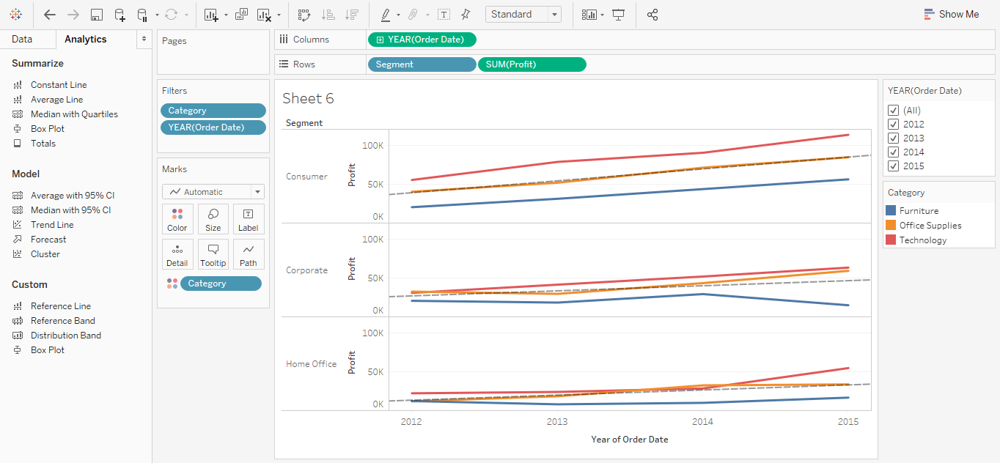 Standard
Show Me
Data
Analytics
Summarize
Constant Line
Average Line
Median with Quartiles
Box Plot
Totals
Model
Average with 95% CI
Median with 95% CI
Trend Line
Forecast
Cluster
Custom
Reference Line
Reference Band
Distribution Band
Box Plot
Pages
Filters
Category
YEAR(Order Date)
Marks
Automatic
Color Size Label
Detail Tooltip Path
Category
Columns YEAR(Order Date)
Rows Segment SUM(Profit)
Sheet 6
Segment
Consumer
Profit
100K
50K
0K
Corporate
Profit
100K
50K
0K
Home Office
Profit
100K
50K
0K
2012 2013 2014 2015
Year of Order Date
YEAR(Order Date)
(All)
2012
2013
2014
2015
Category
Furniture
Office Supplies
Technology